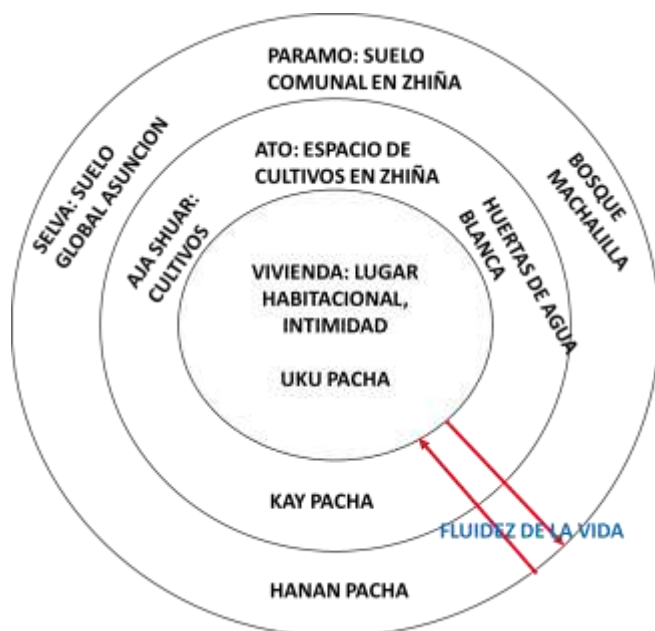 PARAMO: SUELO
COMUNAL EN ZHIÑA
SELVA: SUELO
GLOBAL ASUNCION
BOSQUE
MACHALILLA
ATO: ESPACIO DE
CULTIVOS EN ZHIÑA
AJA SHUAR:
CULTIVOS
HUERTAS DE AGUA
BLANCA
VIVIENDA: LUGAR
HABITACIONAL,
INTIMIDAD
UKU PACHA
KAY PACHA
FLUIDEZ DE LA VIDA
HANAN PACHA